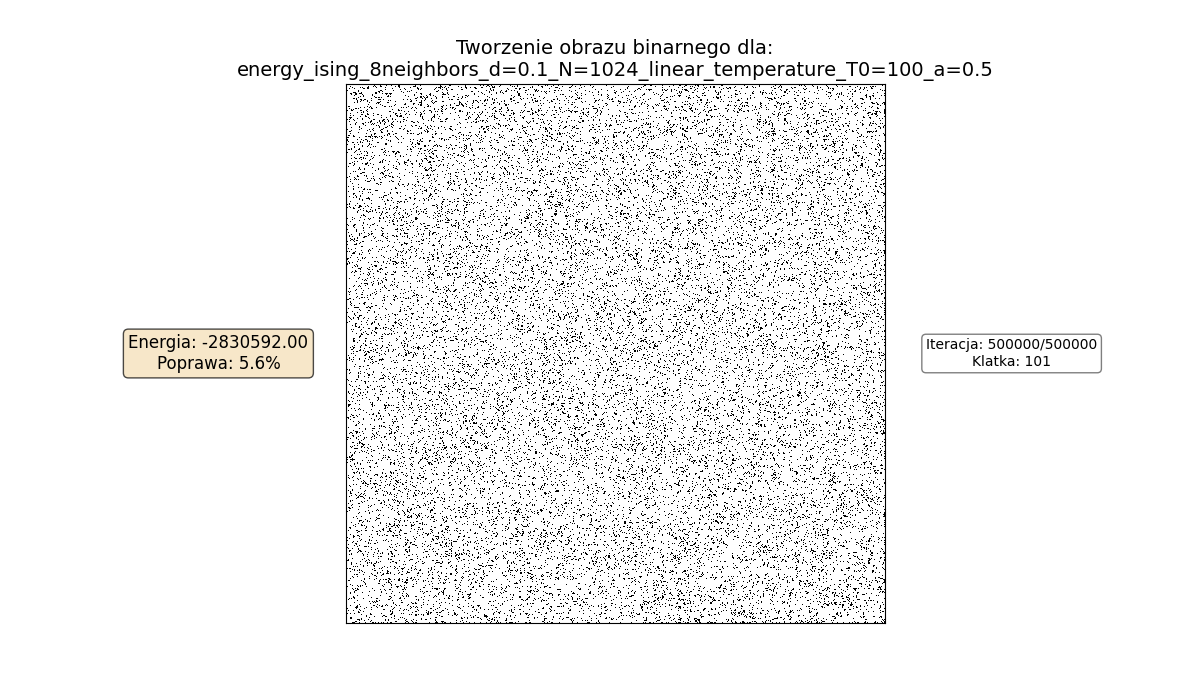 Tworzenie obrazu binarnego dla:
energy_ising_8neighbors_d=0.1_N=1024_linear_temperature_T0=100_a=0.5
Energia: -2830592.00
Poprawa: 5.6%
Iteracja: 500000/500000
Klatka: 101